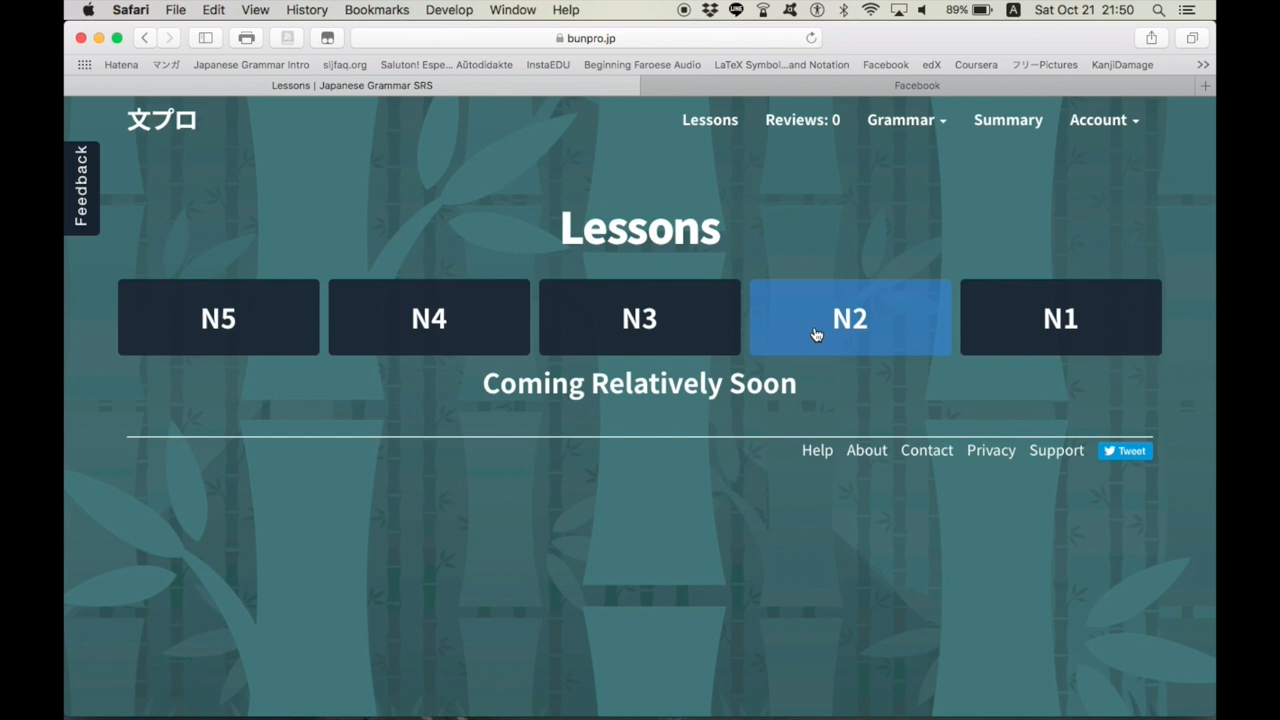 Safari File Edit View History Bookmarks Develop Window Help 89% A Sat Oct 21 21:50
bunpro.jp
Hatena マンガ Japanese Grammar Intro sljfaq.org Saluton! Espe... Aŭtodidakte InstaEDU Beginning Faroese Audio LaTeX Symbol...and Notation Facebook edX Coursera フリーPictures KanjiDamage >>
Lessons | Japanese Grammar SRS Facebook
文プロ Lessons Reviews: 0 Grammar Summary Account
Feedback
Lessons
N5 N4 N3 N2 N1
Coming Relatively Soon
Help About Contact Privacy Support Tweet